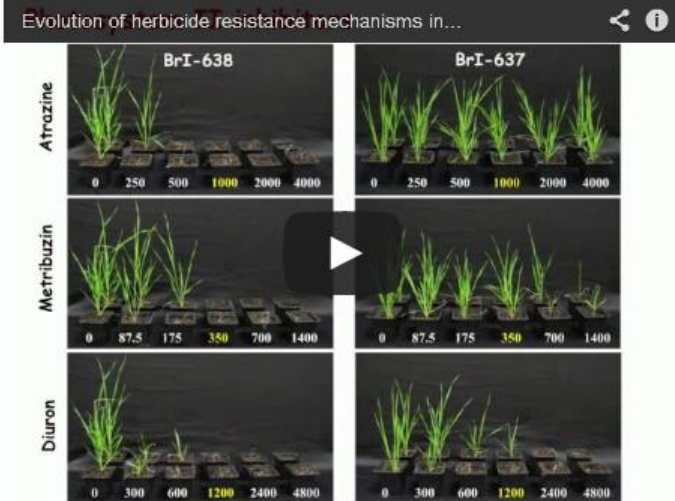 Evolution of herbicide resistance mechanisms in...
BrI-638 BrI-637
Atrazine
0 250 500 1000 2000 4000 0 250 500 1000 2000 4000
Metribuzin
0 87.5 175 350 700 1400 0 87.5 175 350 700 1400
Diuron
0 300 600 1200 2400 4800 0 300 600 1200 2400 4800